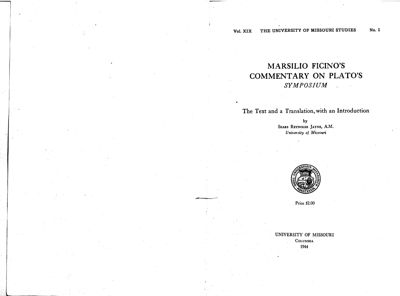 Vol. XIX THE UNIVERSITY OF MISSOURI STUDIES No. 1
MARSILIO FICINO'S
COMMENTARY ON PLATO'S
SYMPOSIUM
The Text and a Translation, with an Introduction
by
SEARS REYNOLDS JAYNE, A.M.
University of Missouri
Price $2.00
UNIVERSITY OF MISSOURI
COLUMBIA
1944